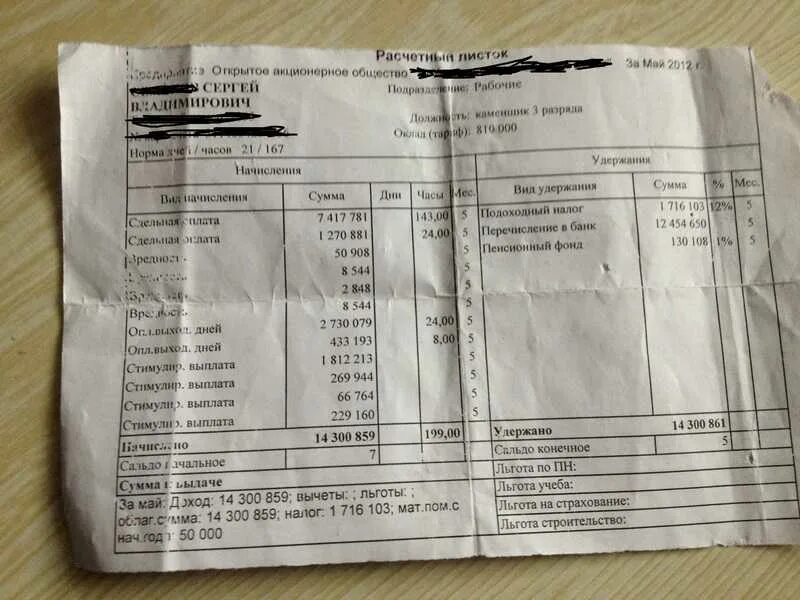 Расчетный листок
Предприятие Открытое акционерное общество За Май 2012 г.
СЕРГЕЙ Подразделение: Рабочие
ВЛАДИМИРОВИЧ
Должность: каменщик 3 разряда
Оклад (тариф): 810 000
Норма дней / часов 21 / 167
Начисления Удержания
Вид начисления Сумма Дни Часы Мес. Вид удержания Сумма % Мес.
Сдельная оплата 7 417 781 143,00 5 Подоходный налог 1 716 103 12% 5
Сдельная оплата 1 270 881 24,00 5 Перечисление в банк 12 454 650 5
Вредность 50 908 5 Пенсионный фонд 130 108 1% 5
8 544 5
2 848 5
Вредность 8 544 5
Опл.выход. дней 2 730 079 24,00 5
Опл.выход. дней 433 193 8,00 5
Стимулир. выплата 1 812 213 5
Стимулир. выплата 269 944 5
Стимулир. выплата 66 764 5
Стимулир. выплата 229 160 5
Начислено 14 300 859 199,00 Удержано 14 300 861
Сальдо начальное 7 Сальдо конечное 5
Сумма к выдаче Льгота по ПН:
За май: Доход: 14 300 859; вычеты: ; льготы: ; Льгота учеба:
облаг.сумма: 14 300 859; налог: 1 716 103; мат.пом.с Льгота на страхование:
нач.года: 50 000 Льгота строительство: